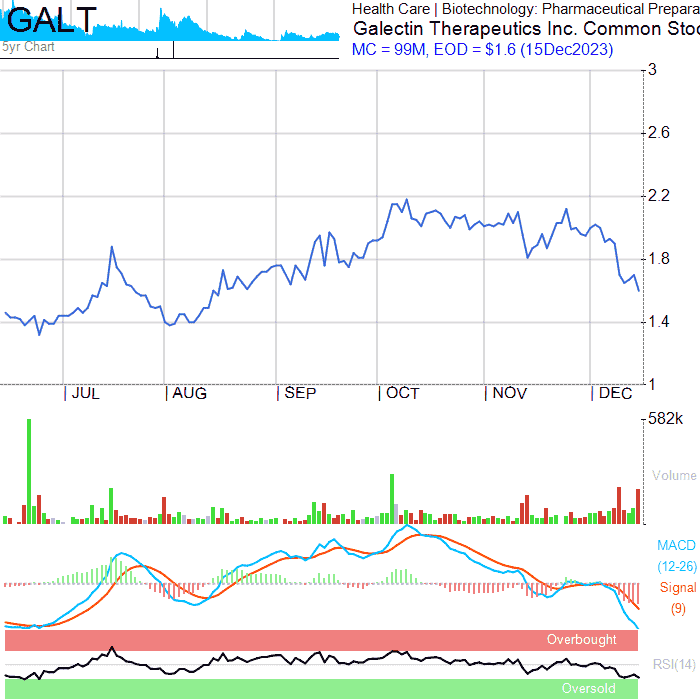 GALT
5yr Chart
Health Care | Biotechnology: Pharmaceutical Prepara
Galectin Therapeutics Inc. Common Stoc
MC = 99M, EOD = $1.6 (15Dec2023)
3
2.6
2.2
1.8
1.4
1
JUL AUG SEP OCT NOV DEC
582k
Volume
MACD
(12-26)
Signal
(9)
Overbought
RSI(14)
Oversold